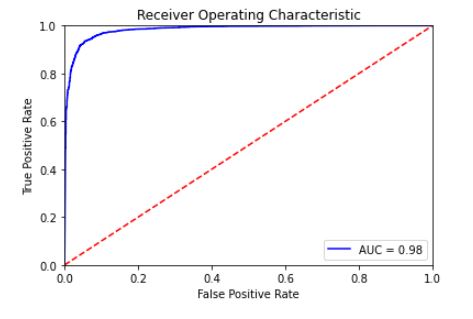 Receiver Operating Characteristic
1.0
0.8
0.6
0.4
0.2
0.0
True Positive Rate
AUC = 0.98
0.0 0.2 0.4 0.6 0.8 1.0
False Positive Rate